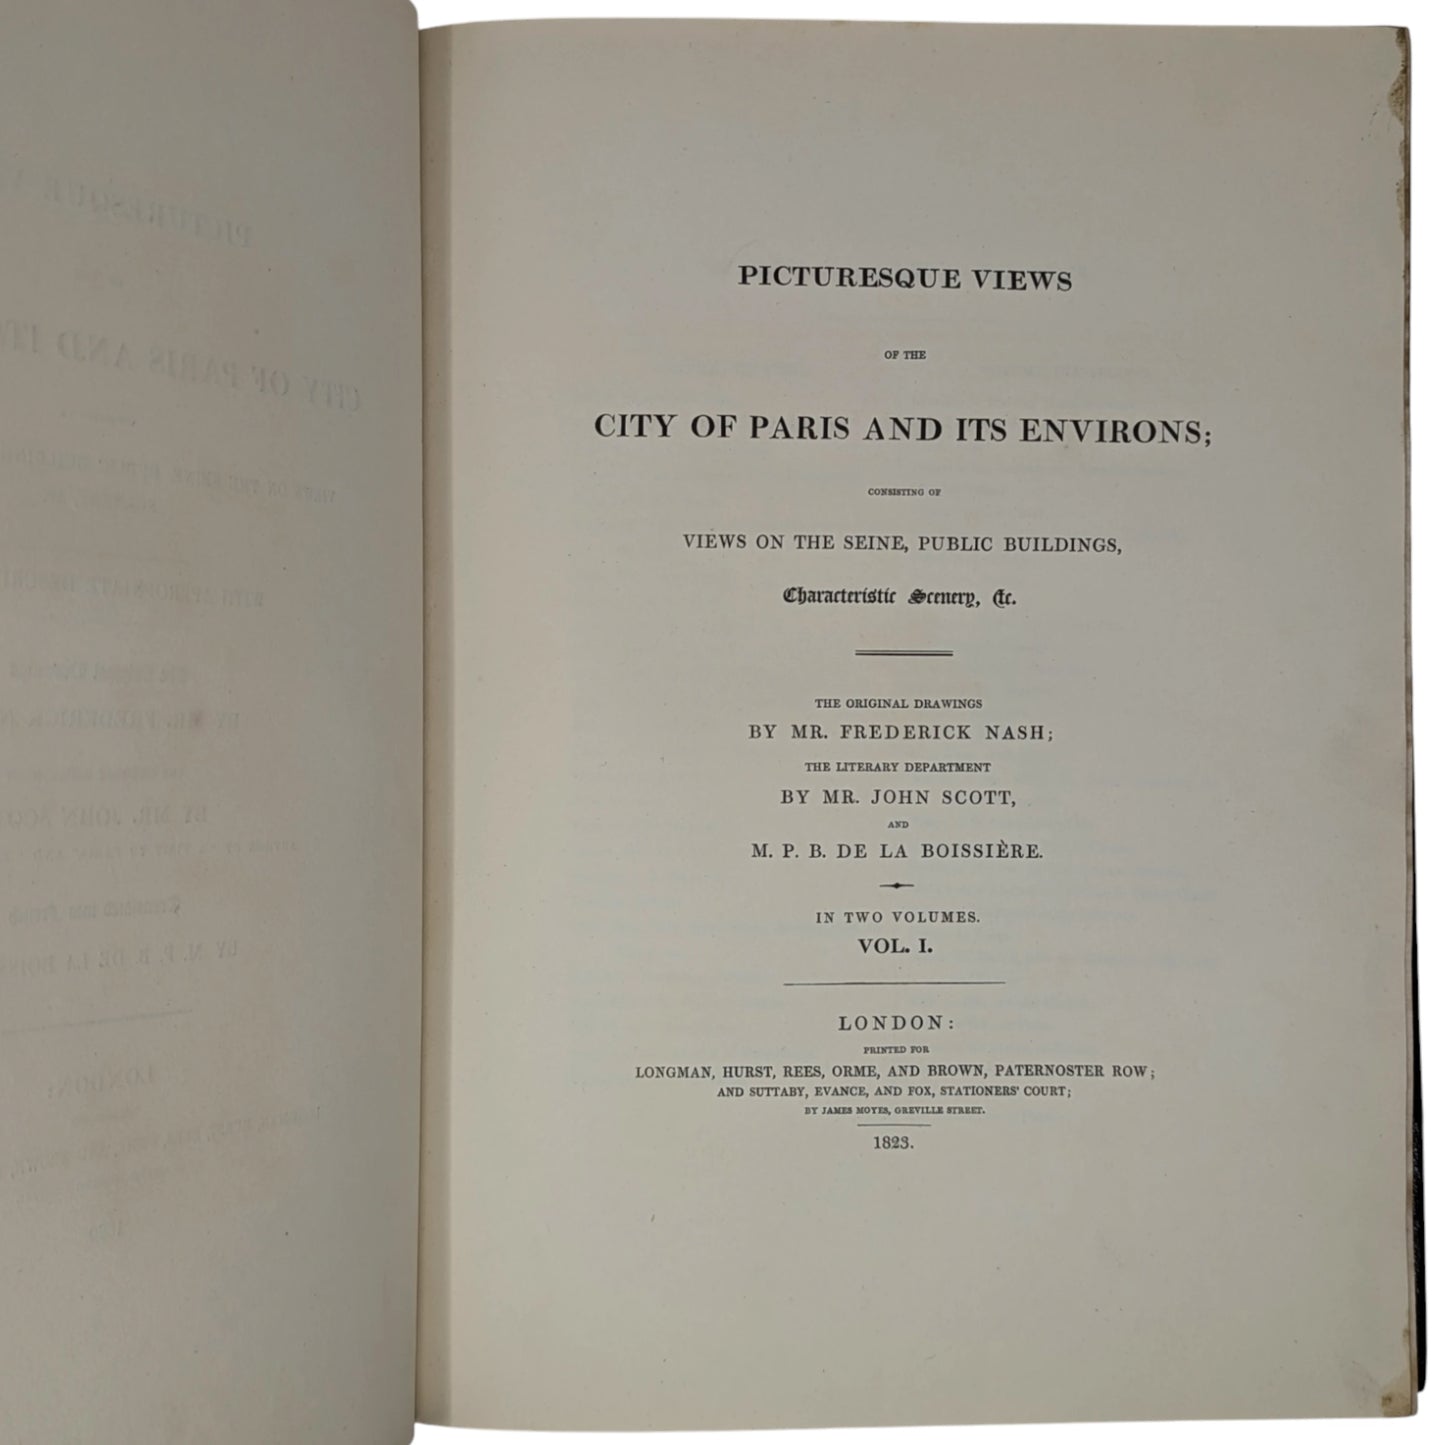 PICTURESQUE VIEWS
OF THE
CITY OF PARIS AND ITS ENVIRONS;
CONSISTING OF
VIEWS ON THE SEINE, PUBLIC BUILDINGS,
Characteristic Scenery, &c.
THE ORIGINAL DRAWINGS
BY MR. FREDERICK NASH;
THE LITERARY DEPARTMENT
BY MR. JOHN SCOTT,
AND
M. P. B. DE LA BOISSIÈRE.
IN TWO VOLUMES.
VOL. I.
LONDON:
PRINTED FOR
LONGMAN, HURST, REES, ORME, AND BROWN, PATERNOSTER ROW;
AND SUTTABY, EVANCE, AND FOX, STATIONERS' COURT;
BY JAMES MOYES, GREVILLE STREET.
1823.